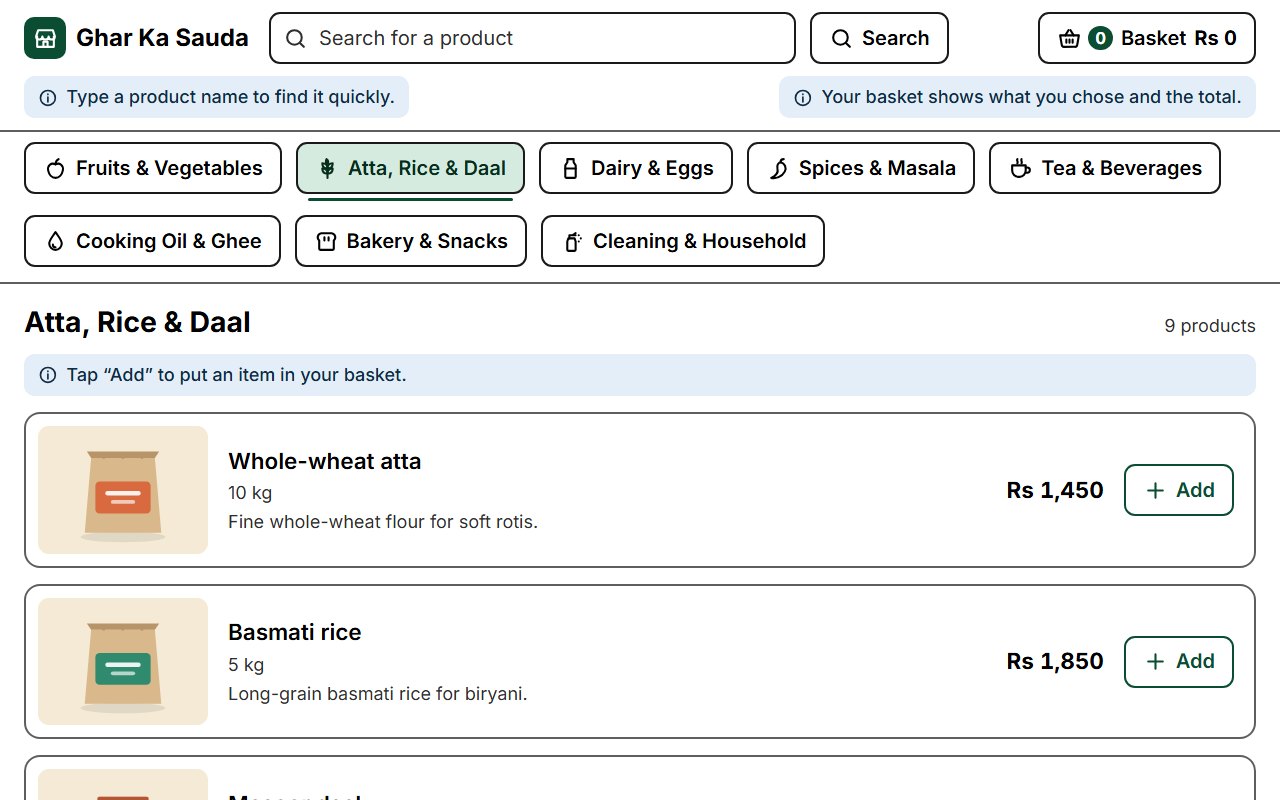 Ghar Ka Sauda
Search for a product
Search
0 Basket Rs 0
Type a product name to find it quickly.
Your basket shows what you chose and the total.
Fruits & Vegetables
Atta, Rice & Daal
Dairy & Eggs
Spices & Masala
Tea & Beverages
Cooking Oil & Ghee
Bakery & Snacks
Cleaning & Household
Atta, Rice & Daal
9 products
Tap “Add” to put an item in your basket.
Whole-wheat atta
10 kg
Fine whole-wheat flour for soft rotis.
Rs 1,450
Add
Basmati rice
5 kg
Long-grain basmati rice for biryani.
Rs 1,850
Add